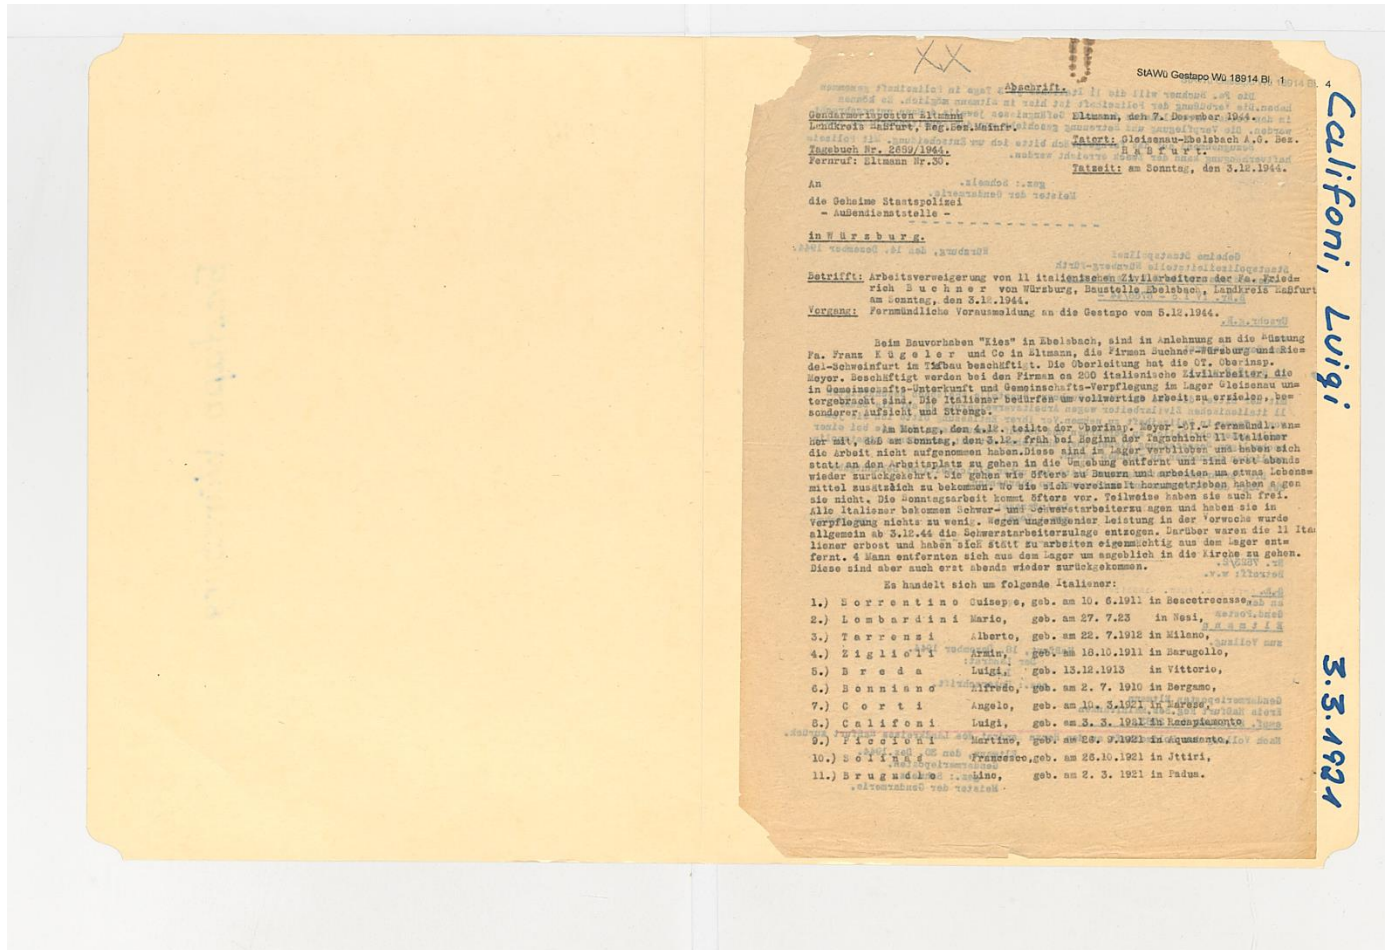 StAWü Gestapo Wü 18914 Bl. 1
4
XX
Abschrift.
Gendarmerieposten Eltmann
Landkreis Haßfurt, Reg.Bez.Mainfr.
Tagebuch Nr. 2689/1944.
Fernruf: Eltmann Nr.30.
Eltmann, den 7. Dezember 1944.
Tatort: Gleisenau-Ebelsbach A.G. Bez.
Haßfurt.
Tatzeit: am Sonntag, den 3.12.1944.
An
die Geheime Staatspolizei
- Außendienststelle -
in Würzburg.
Betrifft: Arbeitsverweigerung von 11 italienischen Zivilarbeitern der Fa. Fried=
rich Buchner von Würzburg, Baustelle Ebelsbach, Landkreis Haßfurt
am Sonntag, den 3.12.1944.
Vorgang: Fernmündliche Vorausmeldung an die Gestapo vom 5.12.1944.
Beim Bauvorhaben "Kies" in Ebelsbach, sind in Anlehnung an die Rüstung
Fa. Franz Kügeler und Co in Eltmann, die Firmen Buchner-Würzburg und Rie=
del-Schweinfurt im Tiefbau beschäftigt. Die Oberleitung hat die OT. Oberinsp.
Meyor. Beschäftigt werden bei den Firmen ca 200 italienische Zivilarbeiter, die
in Gemeinschafts-Unterkunft und Gemeinschafts-Verpflegung im Lager Gleisenau un=
tergebracht sind. Die Italiener bedürfen um vollwertige Arbeit zu erzielen, be=
sonderer Aufsicht und Strenge.
Am Montag, den 4.12. teilte der Oberinsp. Meyor -OT.- fernmündl. an=
her mit, daß am Sonntag, den 3.12. früh bei Beginn der Tagschicht 11 Italiener
die Arbeit nicht aufgenommen haben.Diese sind im Lager verblieben und haben sich
statt an den Arbeitsplatz zu gehen in die Umgebung entfernt und sind erst abends
wieder zurückgekehrt. Sie gehen wie öfters zu Bauern und arbeiten um etwas Lebens=
mittel zusätzlich zu bekommen. Wo sie sich vereinzelt herumgetrieben haben sagen
sie nicht. Die Sonntagsarbeit kommt öfters vor. Teilweise haben sie auch frei.
Alle Italiener bekommen Schwer- und Schwerstarbeiterzulagen und haben sie in
Verpflegung nichts zu wenig. Wegen ungenügender Leistung in der Vorwoche wurde
allgemein ab 3.12.44 die Schwerstarbeiterzulage entzogen. Darüber waren die 11 Ita
liener erbost und haben sich statt zu arbeiten eigenmächtig aus dem Lager ent=
fernt. 4 Mann entfernten sich aus dem Lager um angeblich in die Kirche zu gehen.
Diese sind aber auch erst abends wieder zurückgekommen.
Es handelt sich um folgende Italiener:
1.) Sorrentino Guisepe, geb. am 10. 6.1911 in Boscetrecasse,
2.) Lombardini Mario, geb. am 27. 7.23 in Nesi,
3.) Tarrenzi Alberto, geb. am 22. 7.1912 in Milano,
4.) Ziglioli Armin, geb. am 18.10.1911 in Barugollo,
5.) Breda Luigi, geb. 13.12.1913 in Vittorio,
6.) Bonniano Alfredo, geb. am 2. 7. 1910 in Bergamo,
7.) Corti Angelo, geb. am 10. 3.1921 in Marese,
8.) Califoni Luigi, geb. am 3. 3. 1921 in Racapiamonto
9.) Piccioni Martino, geb. am 26. 9.1921 in Aquasanto,
10.) Solinas Francesco,geb. am 26.10.1921 in Jttiri,
11.) Brugnolno Lino, geb. am 2. 3. 1921 in Padua.
Califoni, Luigi 3.3.1921